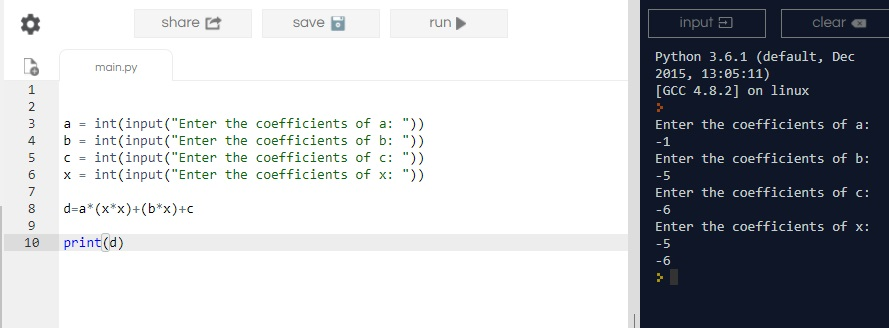 share save run
main.py
1
2
3 a = int(input("Enter the coefficients of a: "))
4 b = int(input("Enter the coefficients of b: "))
5 c = int(input("Enter the coefficients of c: "))
6 x = int(input("Enter the coefficients of x: "))
7
8 d=a*(x*x)+(b*x)+c
9
10 print(d)
input clear
Python 3.6.1 (default, Dec
2015, 13:05:11)
[GCC 4.8.2] on linux
Enter the coefficients of a:
-1
Enter the coefficients of b:
-5
Enter the coefficients of c:
-6
Enter the coefficients of x:
-5
-6